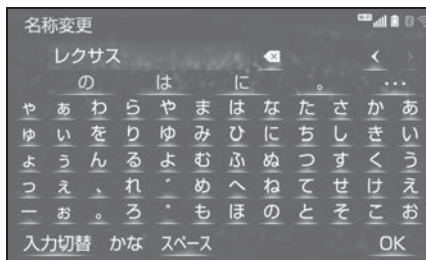 名称変更
レクサス
の は に 。 …
ゃ ぁ わ ら や ま は な た さ か あ
ゅ ぃ を り ゆ み ひ に ち し き い
ょ ぅ ん る よ む ふ ぬ つ す く う
っ ぇ 、 れ ゛ め へ ね て せ け え
ー ぉ 。 ろ ゜ も ほ の と そ こ お
入力切替 かな スペース OK